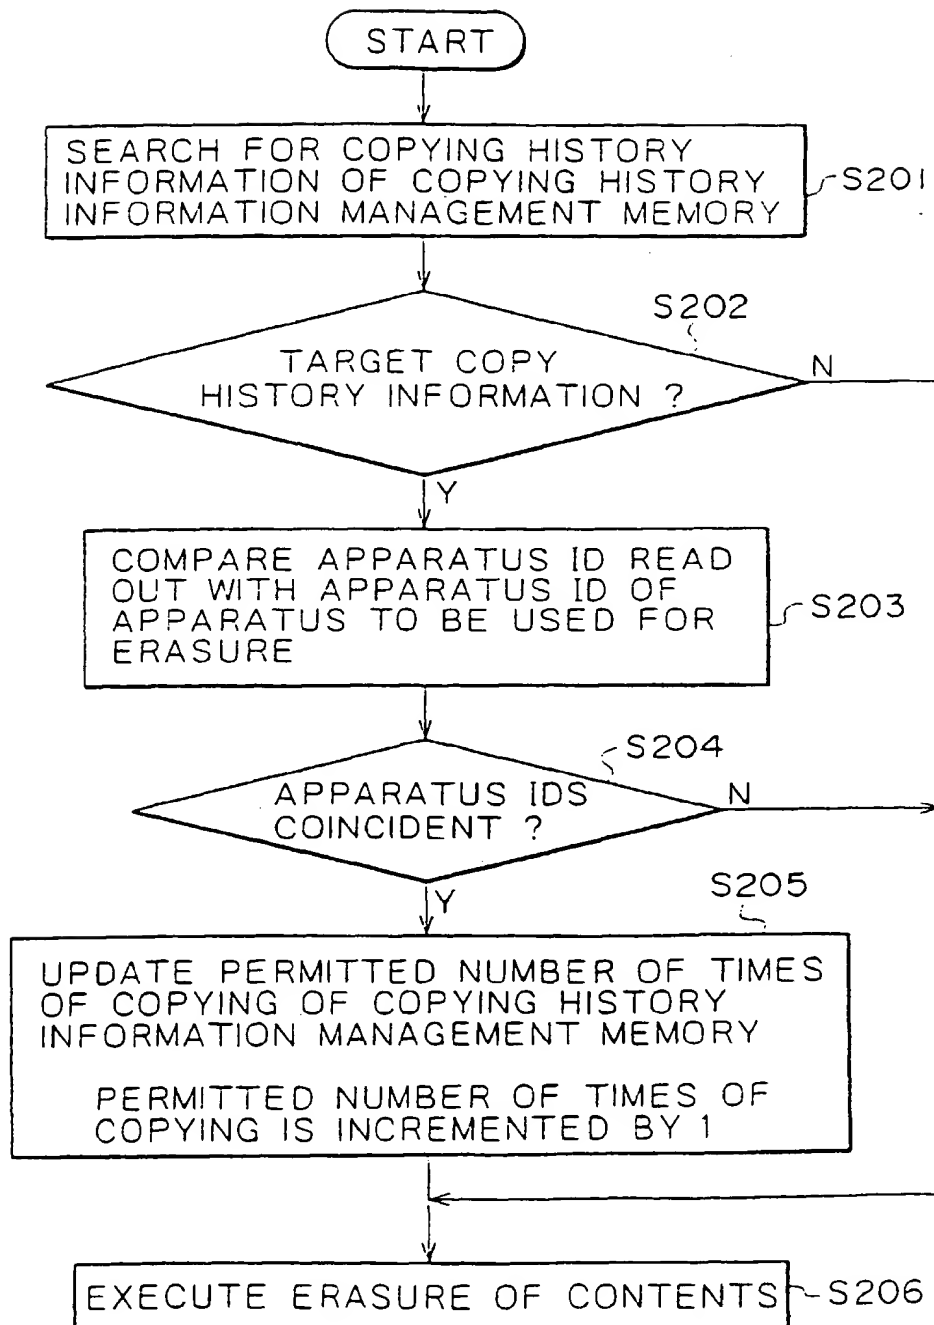 START
SEARCH FOR COPYING HISTORY
INFORMATION OF COPYING HISTORY
INFORMATION MANAGEMENT MEMORY
S201
S202
TARGET COPY
HISTORY INFORMATION ?
N
Y
COMPARE APPARATUS ID READ
OUT WITH APPARATUS ID OF
APPARATUS TO BE USED FOR
ERASURE
S203
S204
APPARATUS IDS
COINCIDENT ?
N
Y
S205
UPDATE PERMITTED NUMBER OF TIMES
OF COPYING OF COPYING HISTORY
INFORMATION MANAGEMENT MEMORY
PERMITTED NUMBER OF TIMES OF
COPYING IS INCREMENTED BY 1
EXECUTE ERASURE OF CONTENTS
S206